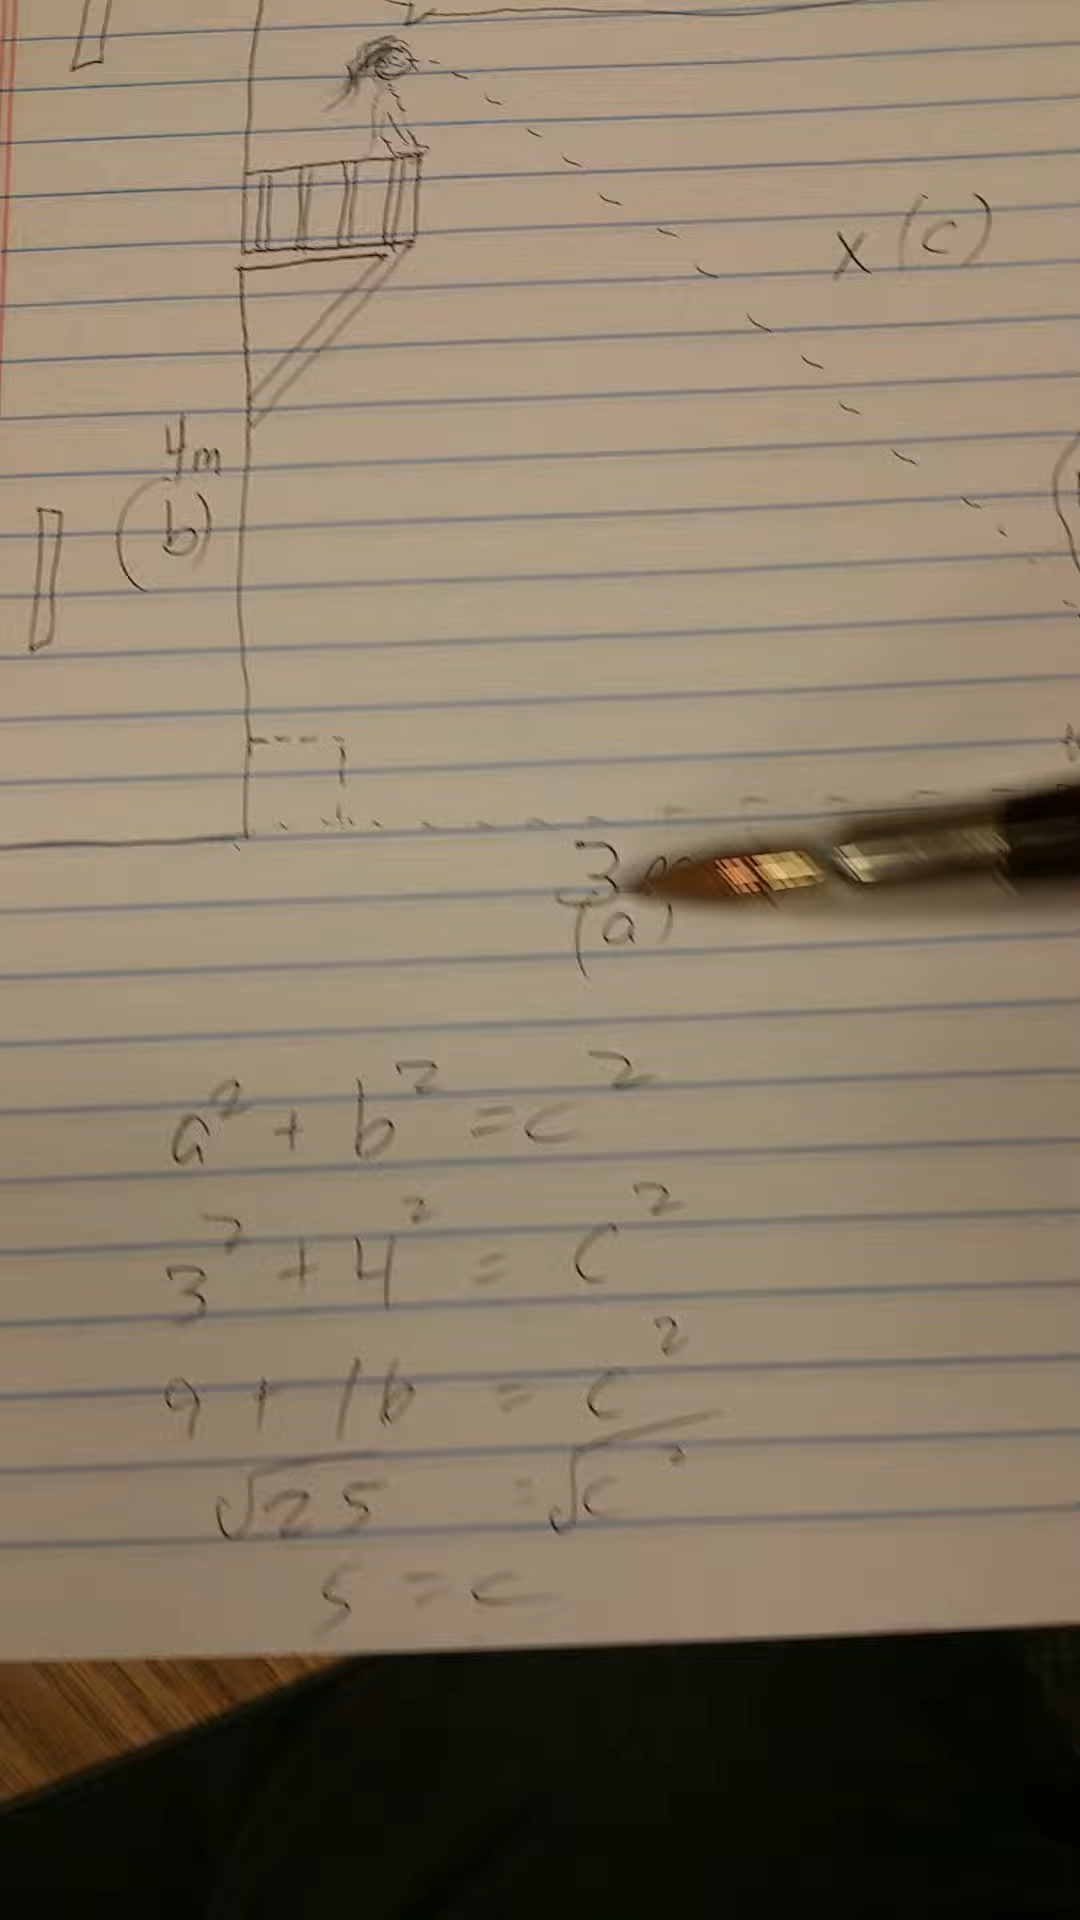 x (c)
4m
(b)
3
(a)
a² + b² = c²
3² + 4² = c²
9 + 16 = c²
√25 = √c²
5 = c